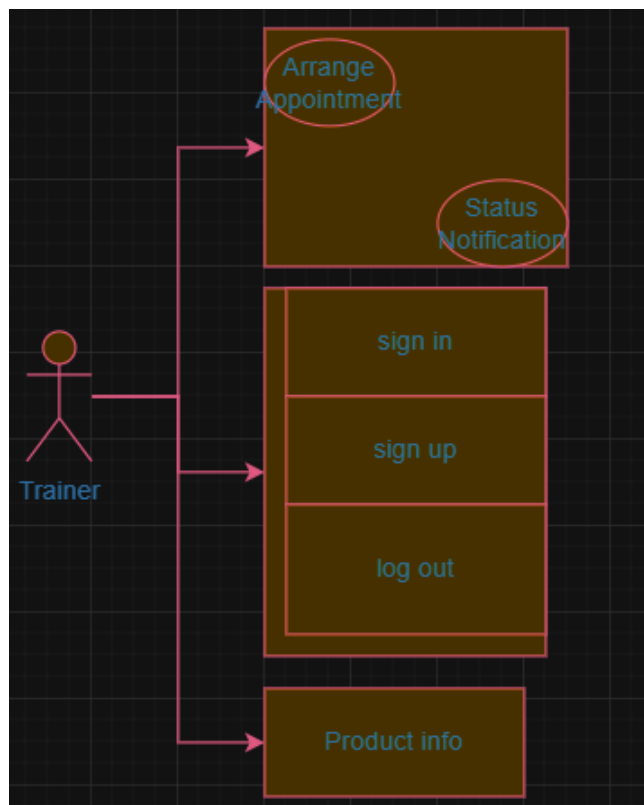 Arrange
Appointment
Status
Notification
sign in
sign up
log out
Trainer
Product info